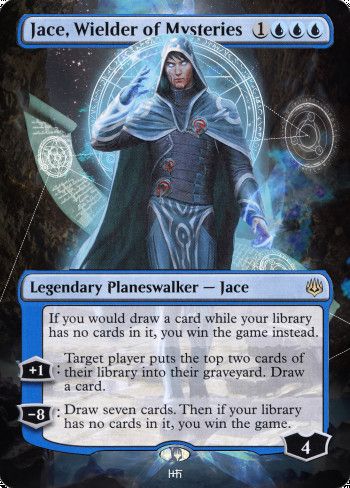 Jace, Wielder of Mysteries 1
Legendary Planeswalker — Jace
If you would draw a card while your library
has no cards in it, you win the game instead.
+1 : Target player puts the top two cards of
their library into their graveyard. Draw
a card.
−8 : Draw seven cards. Then if your library
has no cards in it, you win the game.
4